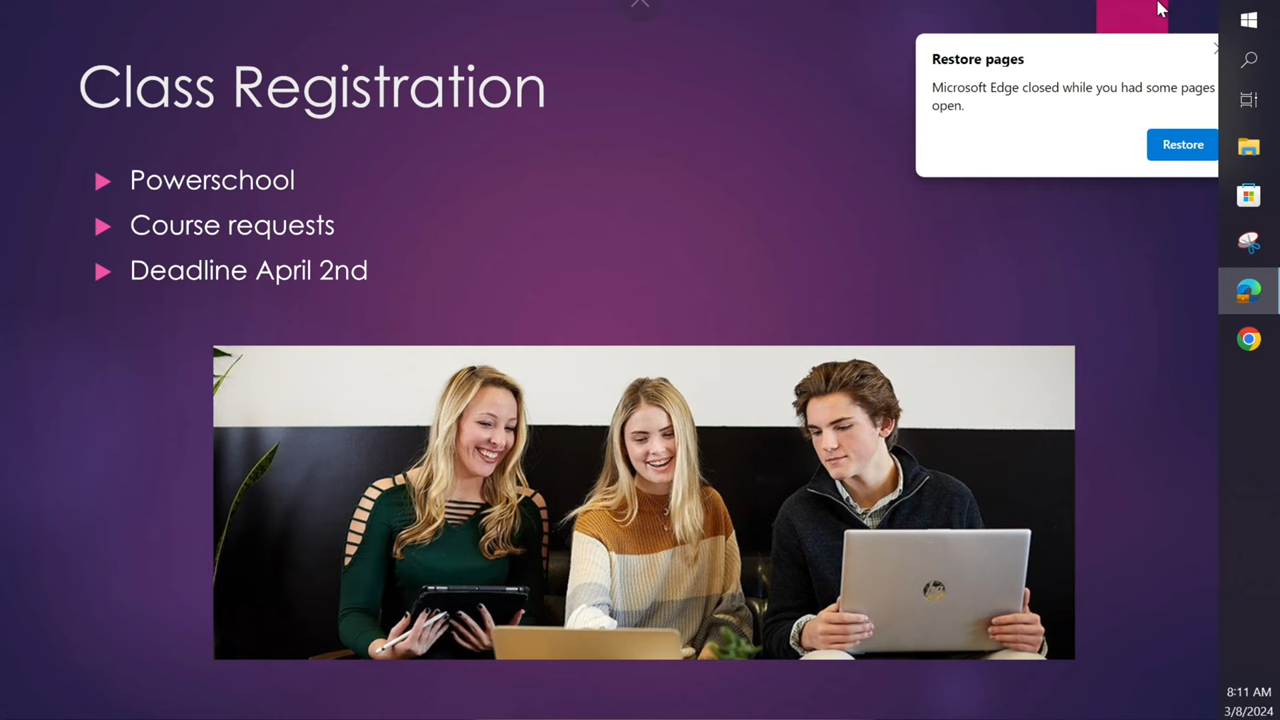 Class Registration
Powerschool
Course requests
Deadline April 2nd
Restore pages
Microsoft Edge closed while you had some pages
open.
Restore
8:11 AM
3/8/2024